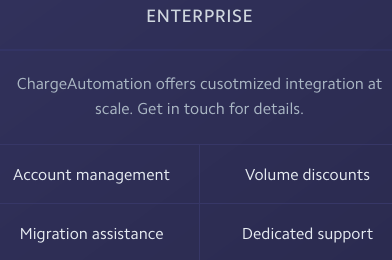 ENTERPRISE
ChargeAutomation offers cusotmized integration at
scale. Get in touch for details.
Account management
Volume discounts
Migration assistance
Dedicated support